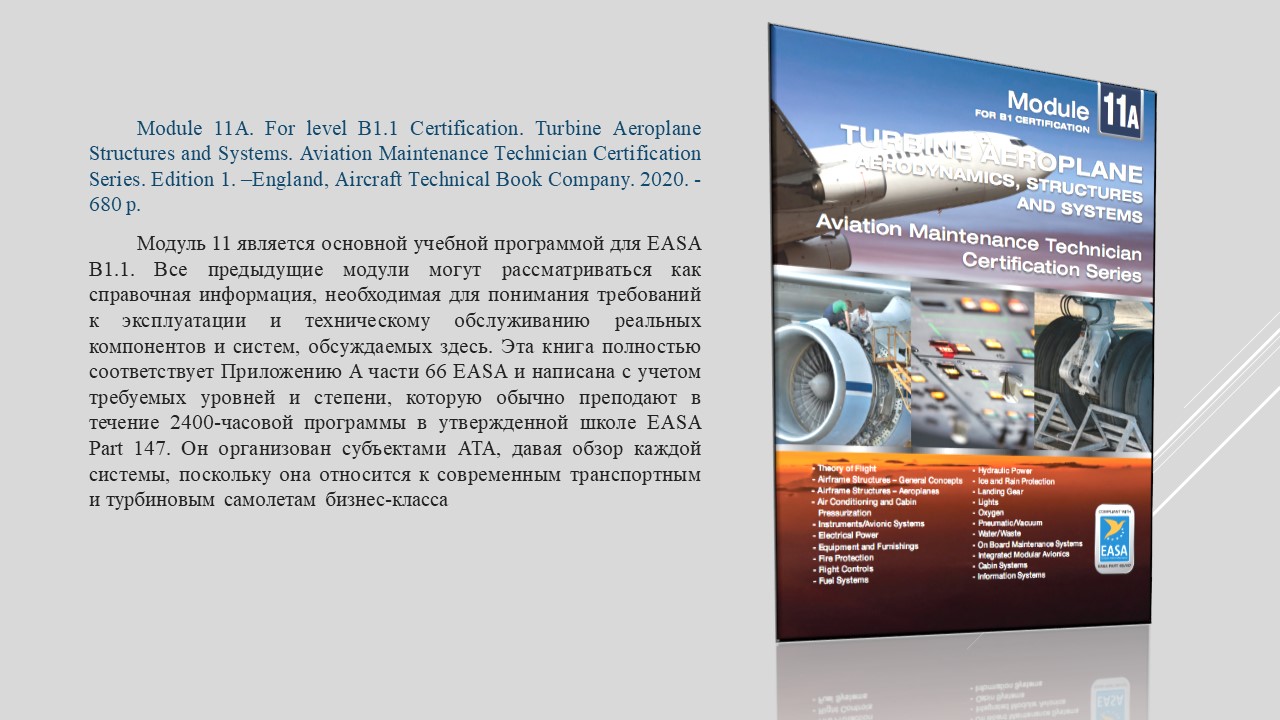 Module 11A. For level B1.1 Certification. Turbine Aeroplane
Structures and Systems. Aviation Maintenance Technician Certification
Series. Edition 1. –England, Aircraft Technical Book Company. 2020. -
680 p.
Модуль 11 является основной учебной программой для EASA
B1.1. Все предыдущие модули могут рассматриваться как
справочная информация, необходимая для понимания требований
к эксплуатации и техническому обслуживанию реальных
компонентов и систем, обсуждаемых здесь. Эта книга полностью
соответствует Приложению А части 66 EASA и написана с учетом
требуемых уровней и степени, которую обычно преподают в
течение 2400-часовой программы в утвержденной школе EASA
Part 147. Он организован субъектами ATA, давая обзор каждой
системы, поскольку она относится к современным транспортным
и турбиновым самолетам бизнес-класса
Module 11A
FOR B1 CERTIFICATION
TURBINE AEROPLANE
AERODYNAMICS, STRUCTURES
AND SYSTEMS
Aviation Maintenance Technician
Certification Series
- Theory of Flight
- Airframe Structures – General Concepts
- Airframe Structures – Aeroplanes
- Air Conditioning and Cabin
Pressurization
- Instruments/Avionic Systems
- Electrical Power
- Equipment and Furnishings
- Fire Protection
- Flight Controls
- Fuel Systems
- Hydraulic Power
- Ice and Rain Protection
- Landing Gear
- Lights
- Oxygen
- Pneumatic/Vacuum
- Water/Waste
- On Board Maintenance Systems
- Integrated Modular Avionics
- Cabin Systems
- Information Systems
COMPLIANT WITH
EASA